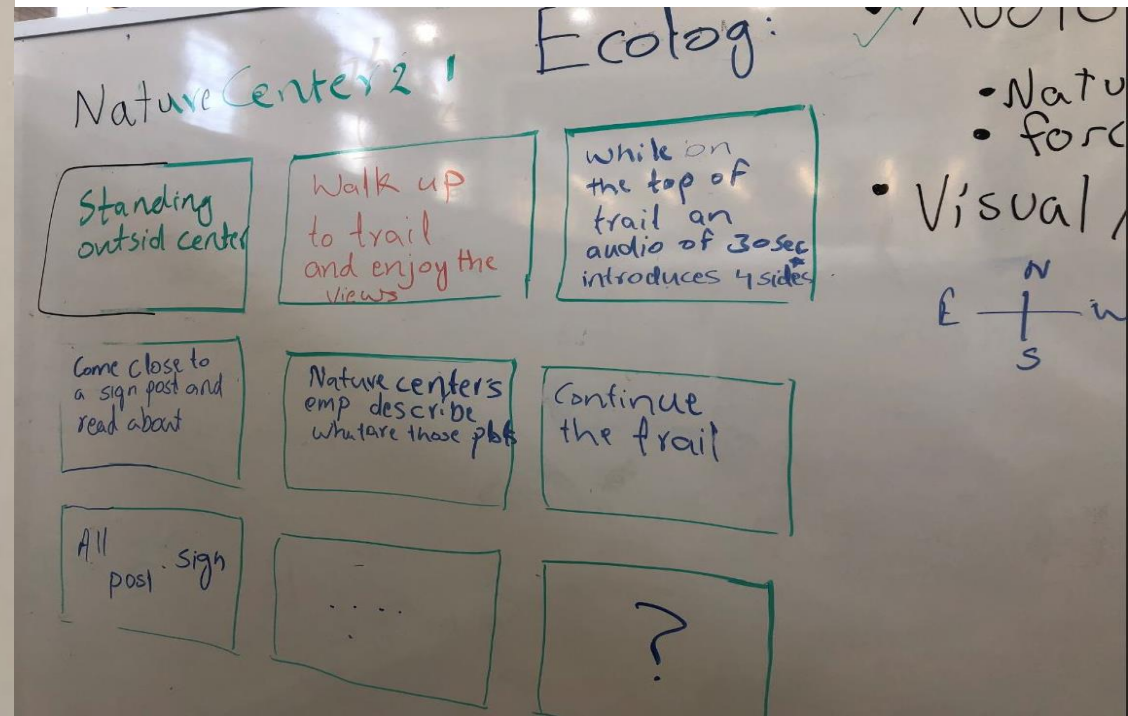 Ecolog:
Nature Center 2
Standing
outsid center
Walk up
to trail
and enjoy the
views
while on
the top of
trail an
audio of 30sec
introduces 4 sides
Come close to
a sign post and
read about
Nature centers
emp describe
what are those plots
Continue
the trail
All
post sign
....
?
• Natu
• for
• Visual
N
E
S